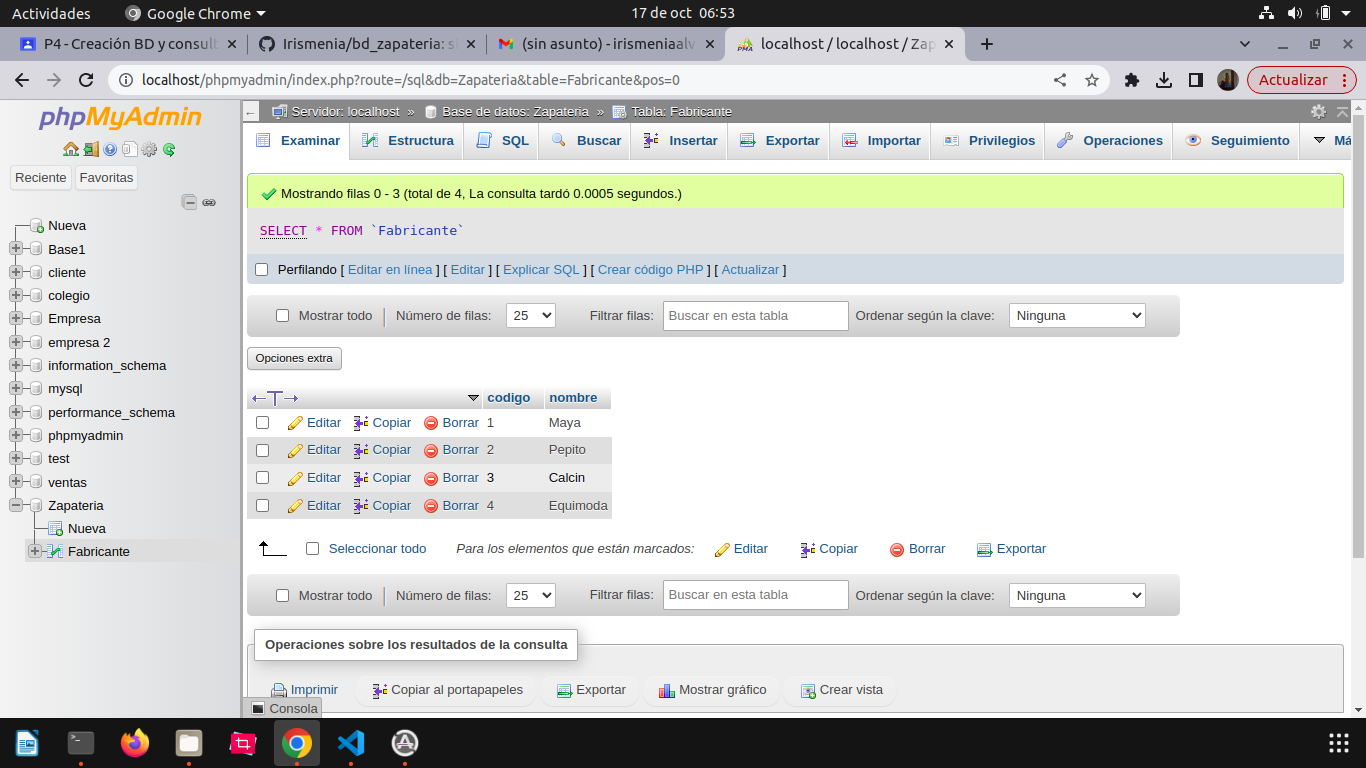 Actividades Google Chrome 17 de oct 06:53
P4 - Creación BD y consult Irismenia/bd_zapateria: si (sin asunto) - irismeniaalv localhost / localhost / Zap
localhost/phpmyadmin/index.php?route=/sql&db=Zapateria&table=Fabricante&pos=0 Actualizar
phpMyAdmin
Reciente Favoritas
Nueva
Base1
cliente
colegio
Empresa
empresa 2
information_schema
mysql
performance_schema
phpmyadmin
test
ventas
Zapateria
Nueva
Fabricante
Servidor: localhost » Base de datos: Zapateria » Tabla: Fabricante
Examinar Estructura SQL Buscar Insertar Exportar Importar Privilegios Operaciones Seguimiento Má
Mostrando filas 0 - 3 (total de 4, La consulta tardó 0.0005 segundos.)
SELECT * FROM `Fabricante`
Perfilando [ Editar en línea ] [ Editar ] [ Explicar SQL ] [ Crear código PHP ] [ Actualizar ]
Mostrar todo Número de filas: 25 Filtrar filas: Buscar en esta tabla Ordenar según la clave: Ninguna
Opciones extra
←T→ codigo nombre
Editar Copiar Borrar 1 Maya
Editar Copiar Borrar 2 Pepito
Editar Copiar Borrar 3 Calcin
Editar Copiar Borrar 4 Equimoda
Seleccionar todo Para los elementos que están marcados: Editar Copiar Borrar Exportar
Mostrar todo Número de filas: 25 Filtrar filas: Buscar en esta tabla Ordenar según la clave: Ninguna
Operaciones sobre los resultados de la consulta
Imprimir Copiar al portapapeles Exportar Mostrar gráfico Crear vista
Consola